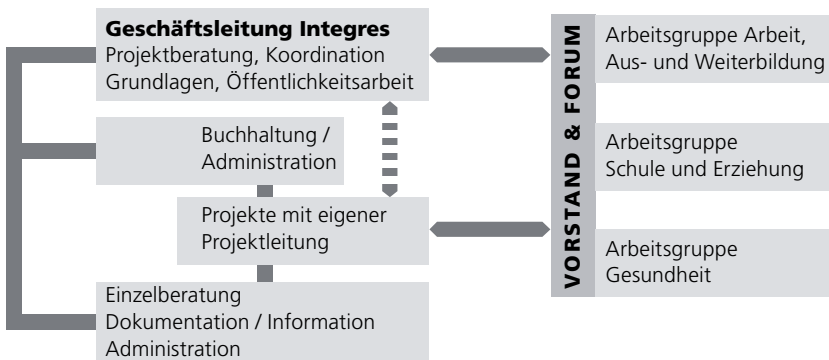 Geschäftsleitung Integres
Projektberatung, Koordination
Grundlagen, Öffentlichkeitsarbeit
Buchhaltung /
Administration
Projekte mit eigener
Projektleitung
Einzelberatung
Dokumentation / Information
Administration
VORSTAND & FORUM
Arbeitsgruppe Arbeit,
Aus- und Weiterbildung
Arbeitsgruppe
Schule und Erziehung
Arbeitsgruppe
Gesundheit